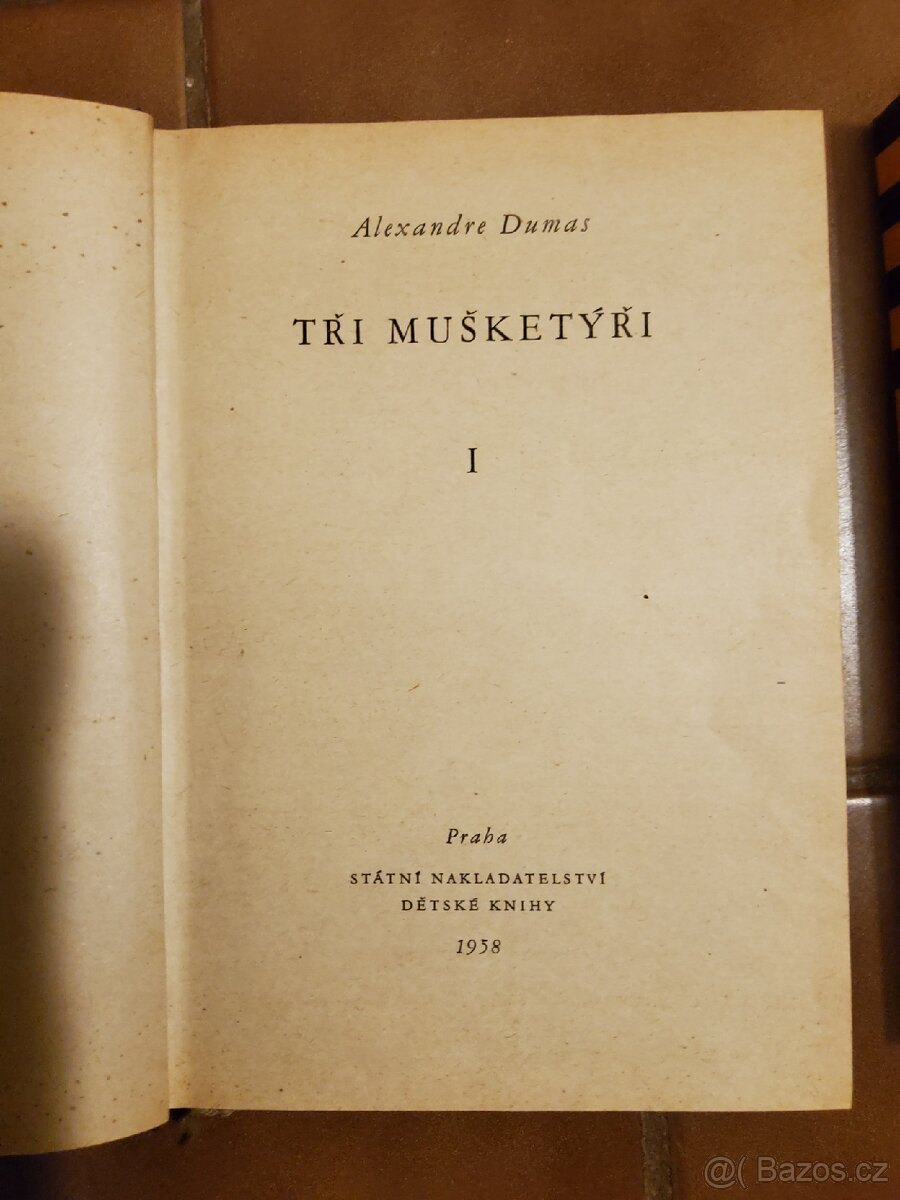 Alexandre Dumas
TŘI MUŠKETÝŘI
I
Praha
STÁTNÍ NAKLADATELSTVÍ
DĚTSKÉ KNIHY
1958
@( Bazos.cz